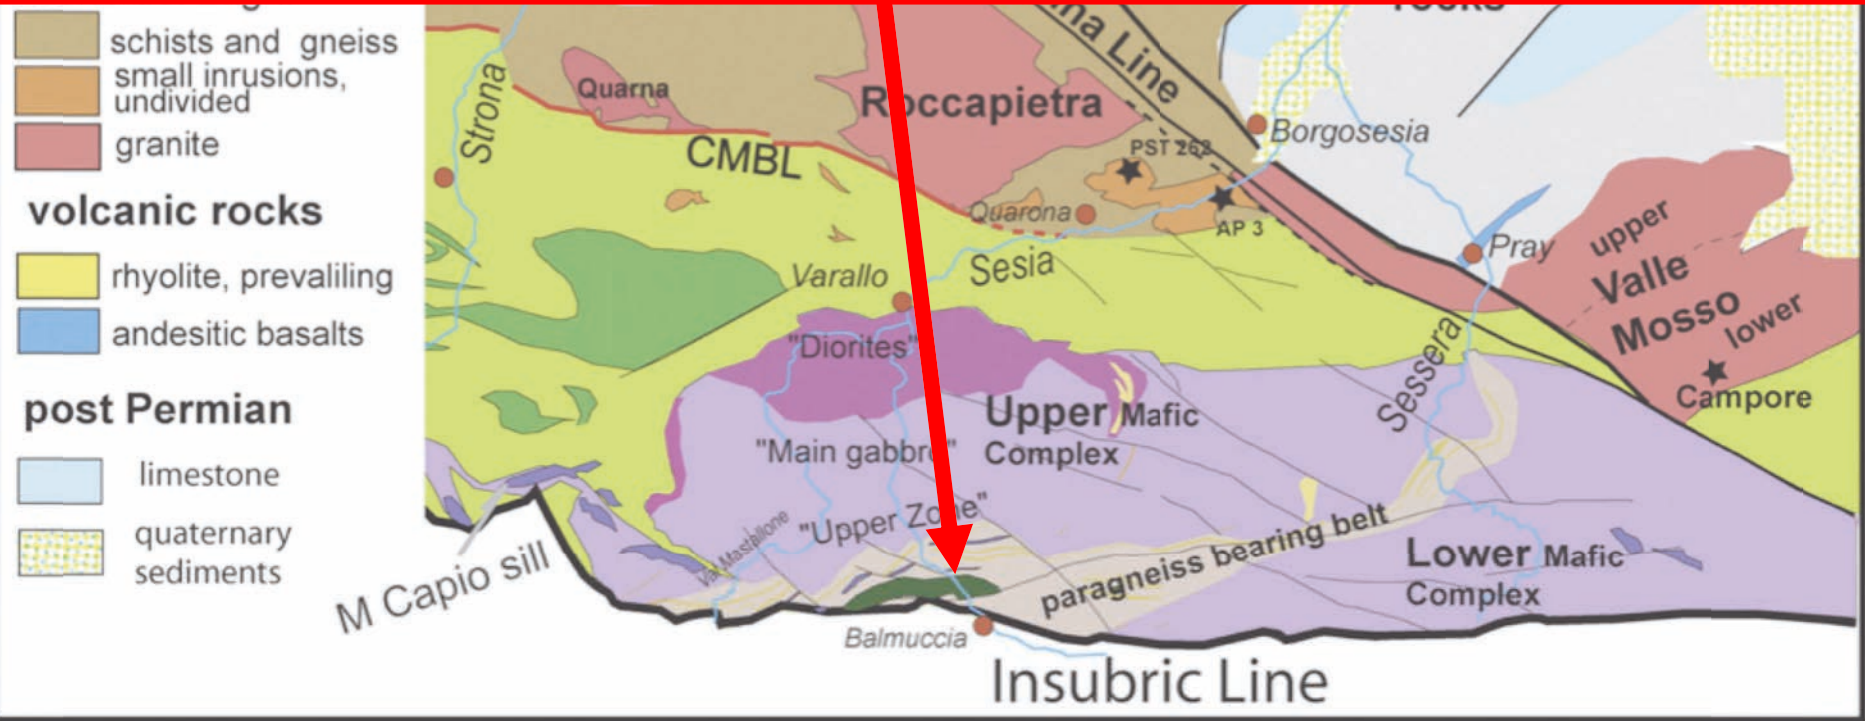 schists and gneiss
small inrusions,
undivided
granite
volcanic rocks
rhyolite, prevaliling
andesitic basalts
post Permian
limestone
quaternary
sediments
Strona
Quarna
CMBL
Roccapietra
Line
PST 262
Borgosesia
Quarona
AP 3
Sesia
Varallo
Pray
upper
Valle
Mosso
lower
Campore
Sessera
"Diorites"
"Main gabbro"
Upper Mafic
Complex
"Upper Zone"
Val Mastallone
paragneiss bearing belt
Lower Mafic
Complex
M Capio sill
Balmuccia
Insubric Line